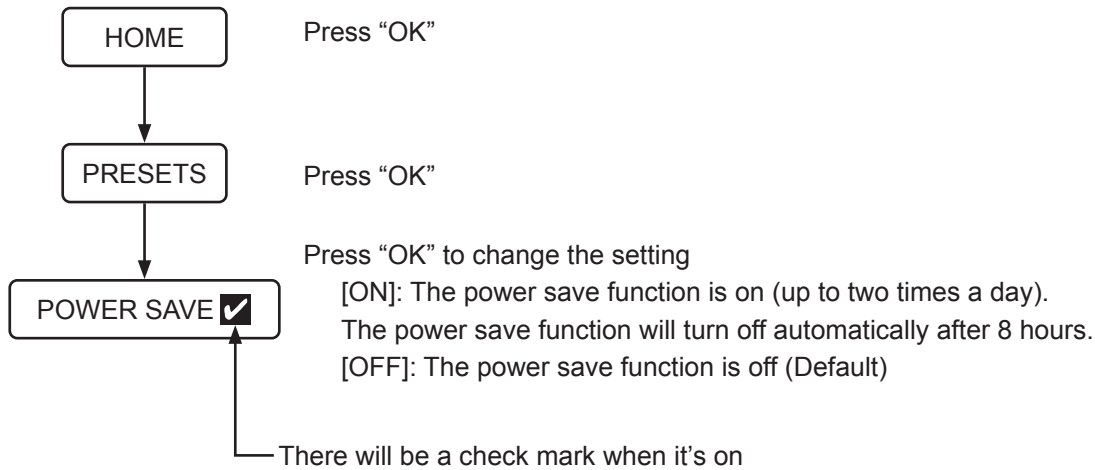 HOME
Press “OK”
PRESETS
Press “OK”
Press “OK” to change the setting
POWER SAVE ✔
[ON]: The power save function is on (up to two times a day).
The power save function will turn off automatically after 8 hours.
[OFF]: The power save function is off (Default)
There will be a check mark when it’s on